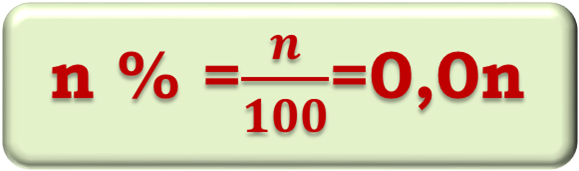 n % = n/100 = 0,0n